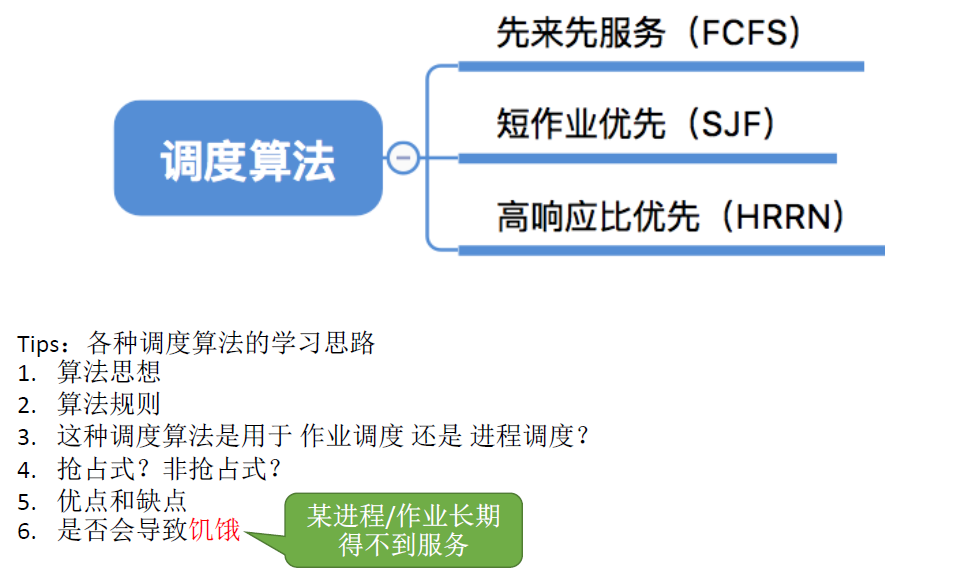 先来先服务（FCFS）
调度算法
短作业优先（SJF）
高响应比优先（HRRN）
Tips：各种调度算法的学习思路
1. 算法思想
2. 算法规则
3. 这种调度算法是用于 作业调度 还是 进程调度？
4. 抢占式？非抢占式？
5. 优点和缺点
6. 是否会导致饥饿
某进程/作业长期
得不到服务